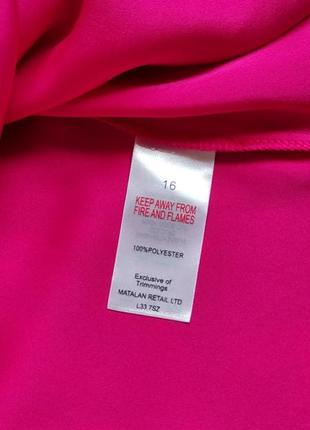 16
KEEP AWAY FROM
FIRE AND FLAMES
100%POLYESTER
Exclusive of
Trimmings
MATALAN RETAIL LTD
L33 7SZ